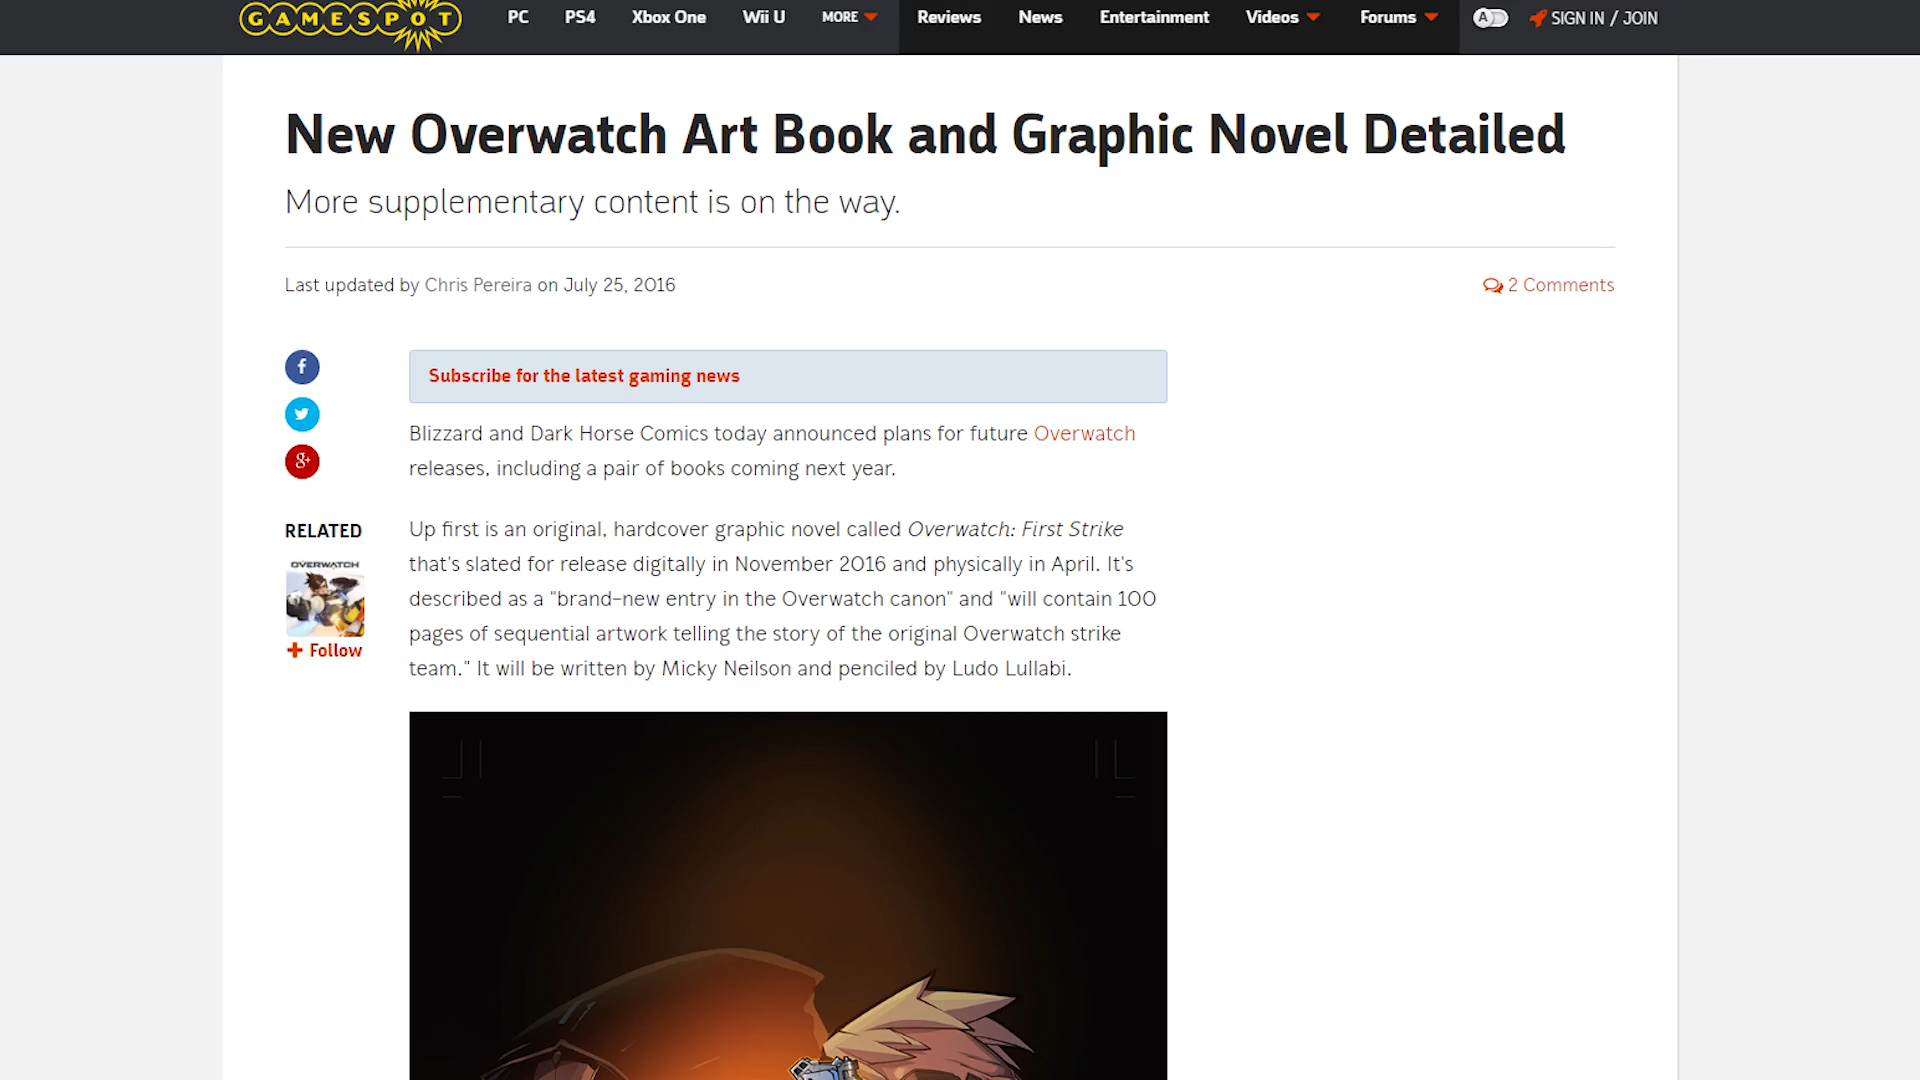 GAMESPOT PC PS4 Xbox One Wii U MORE Reviews News Entertainment Videos Forums A SIGN IN / JOIN
New Overwatch Art Book and Graphic Novel Detailed
More supplementary content is on the way.
Last updated by Chris Pereira on July 25, 2016
2 Comments
f
g+
Subscribe for the latest gaming news
Blizzard and Dark Horse Comics today announced plans for future Overwatch
releases, including a pair of books coming next year.
RELATED
OVERWATCH
+ Follow
Up first is an original, hardcover graphic novel called Overwatch: First Strike
that's slated for release digitally in November 2016 and physically in April. It's
described as a "brand-new entry in the Overwatch canon" and "will contain 100
pages of sequential artwork telling the story of the original Overwatch strike
team." It will be written by Micky Neilson and penciled by Ludo Lullabi.